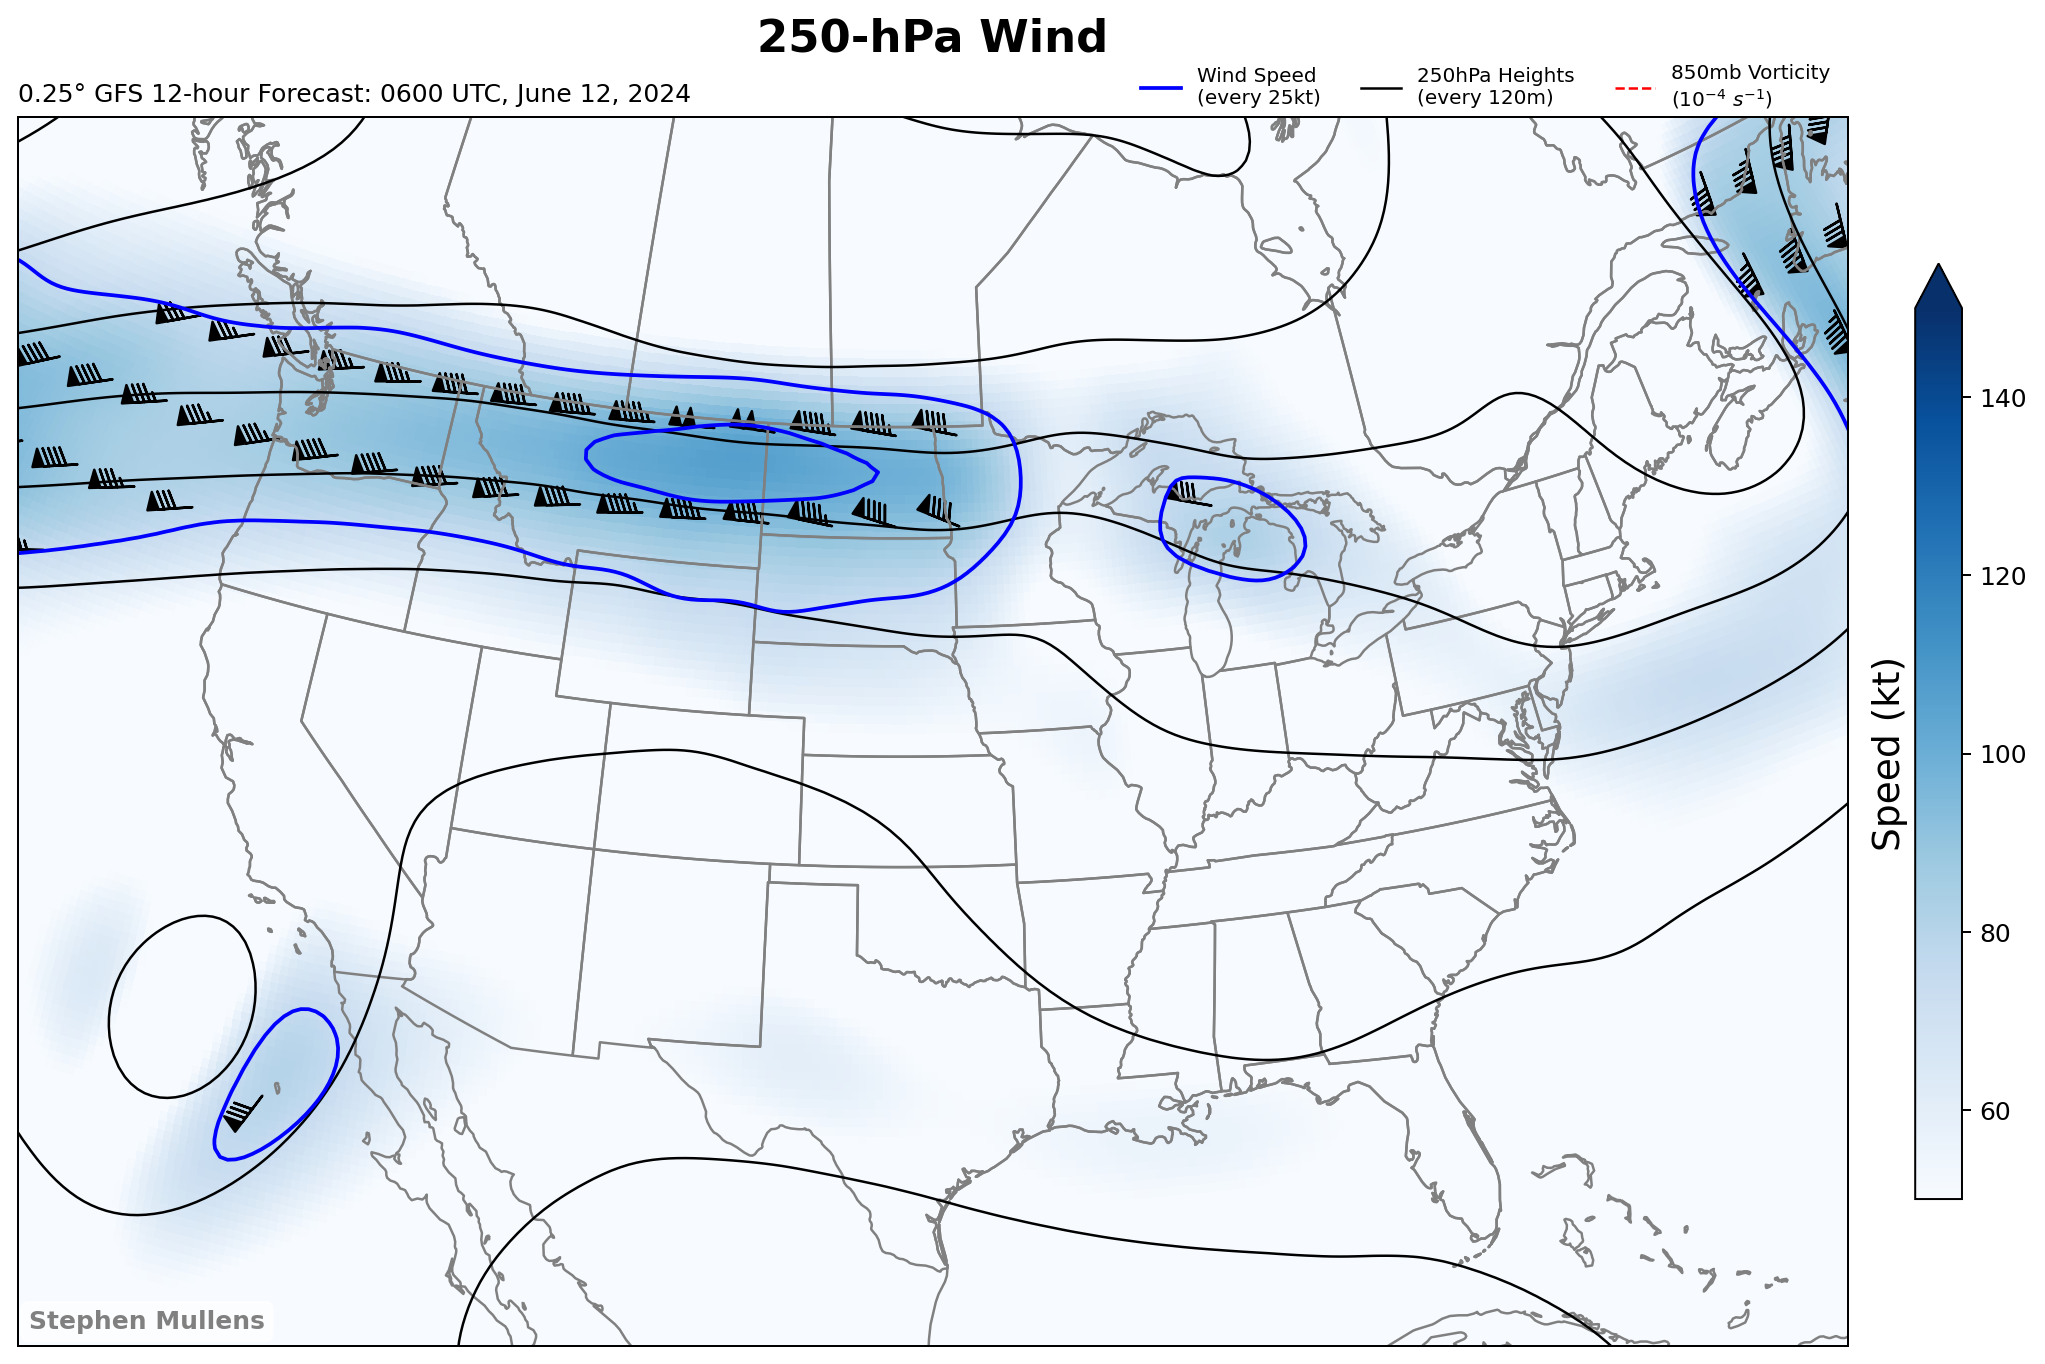 250-hPa Wind
0.25° GFS 12-hour Forecast: 0600 UTC, June 12, 2024
Wind Speed
(every 25kt)
250hPa Heights
(every 120m)
850mb Vorticity
(10⁻⁴ s⁻¹)
140
120
100
80
60
Speed (kt)
Stephen Mullens